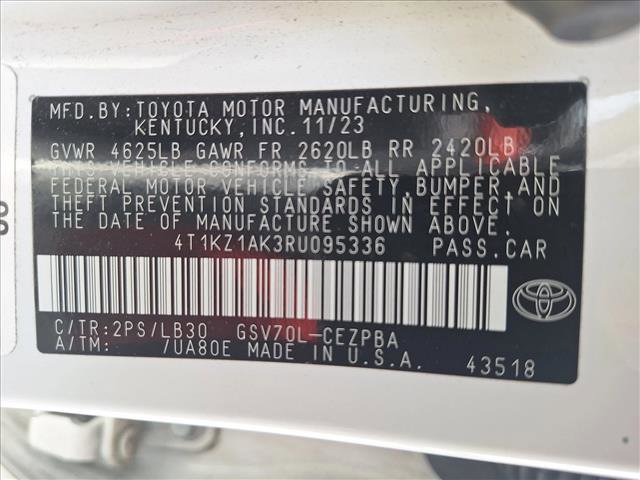 MFD.BY:TOYOTA MOTOR MANUFACTURING,
KENTUCKY,INC.11/23
GVWR 4625LB GAWR FR 2620LB RR 2420LB
THIS VEHICLE CONFORMS TO ALL APPLICABLE
FEDERAL MOTOR VEHICLE SAFETY,BUMPER,AND
THEFT PREVENTION STANDARDS IN EFFECT ON
THE DATE OF MANUFACTURE SHOWN ABOVE.
4T1KZ1AK3RU095336 PASS.CAR
C/TR:2PS/LB30 GSV70L-CEZPBA
A/TM: /UA80E MADE IN U.S.A. 43518